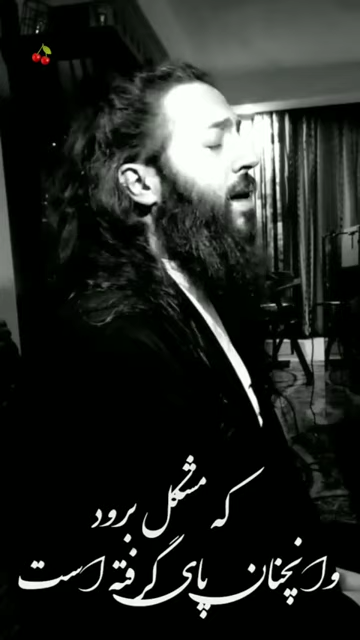 که مشکل برود
وانچنان پای گرفته است